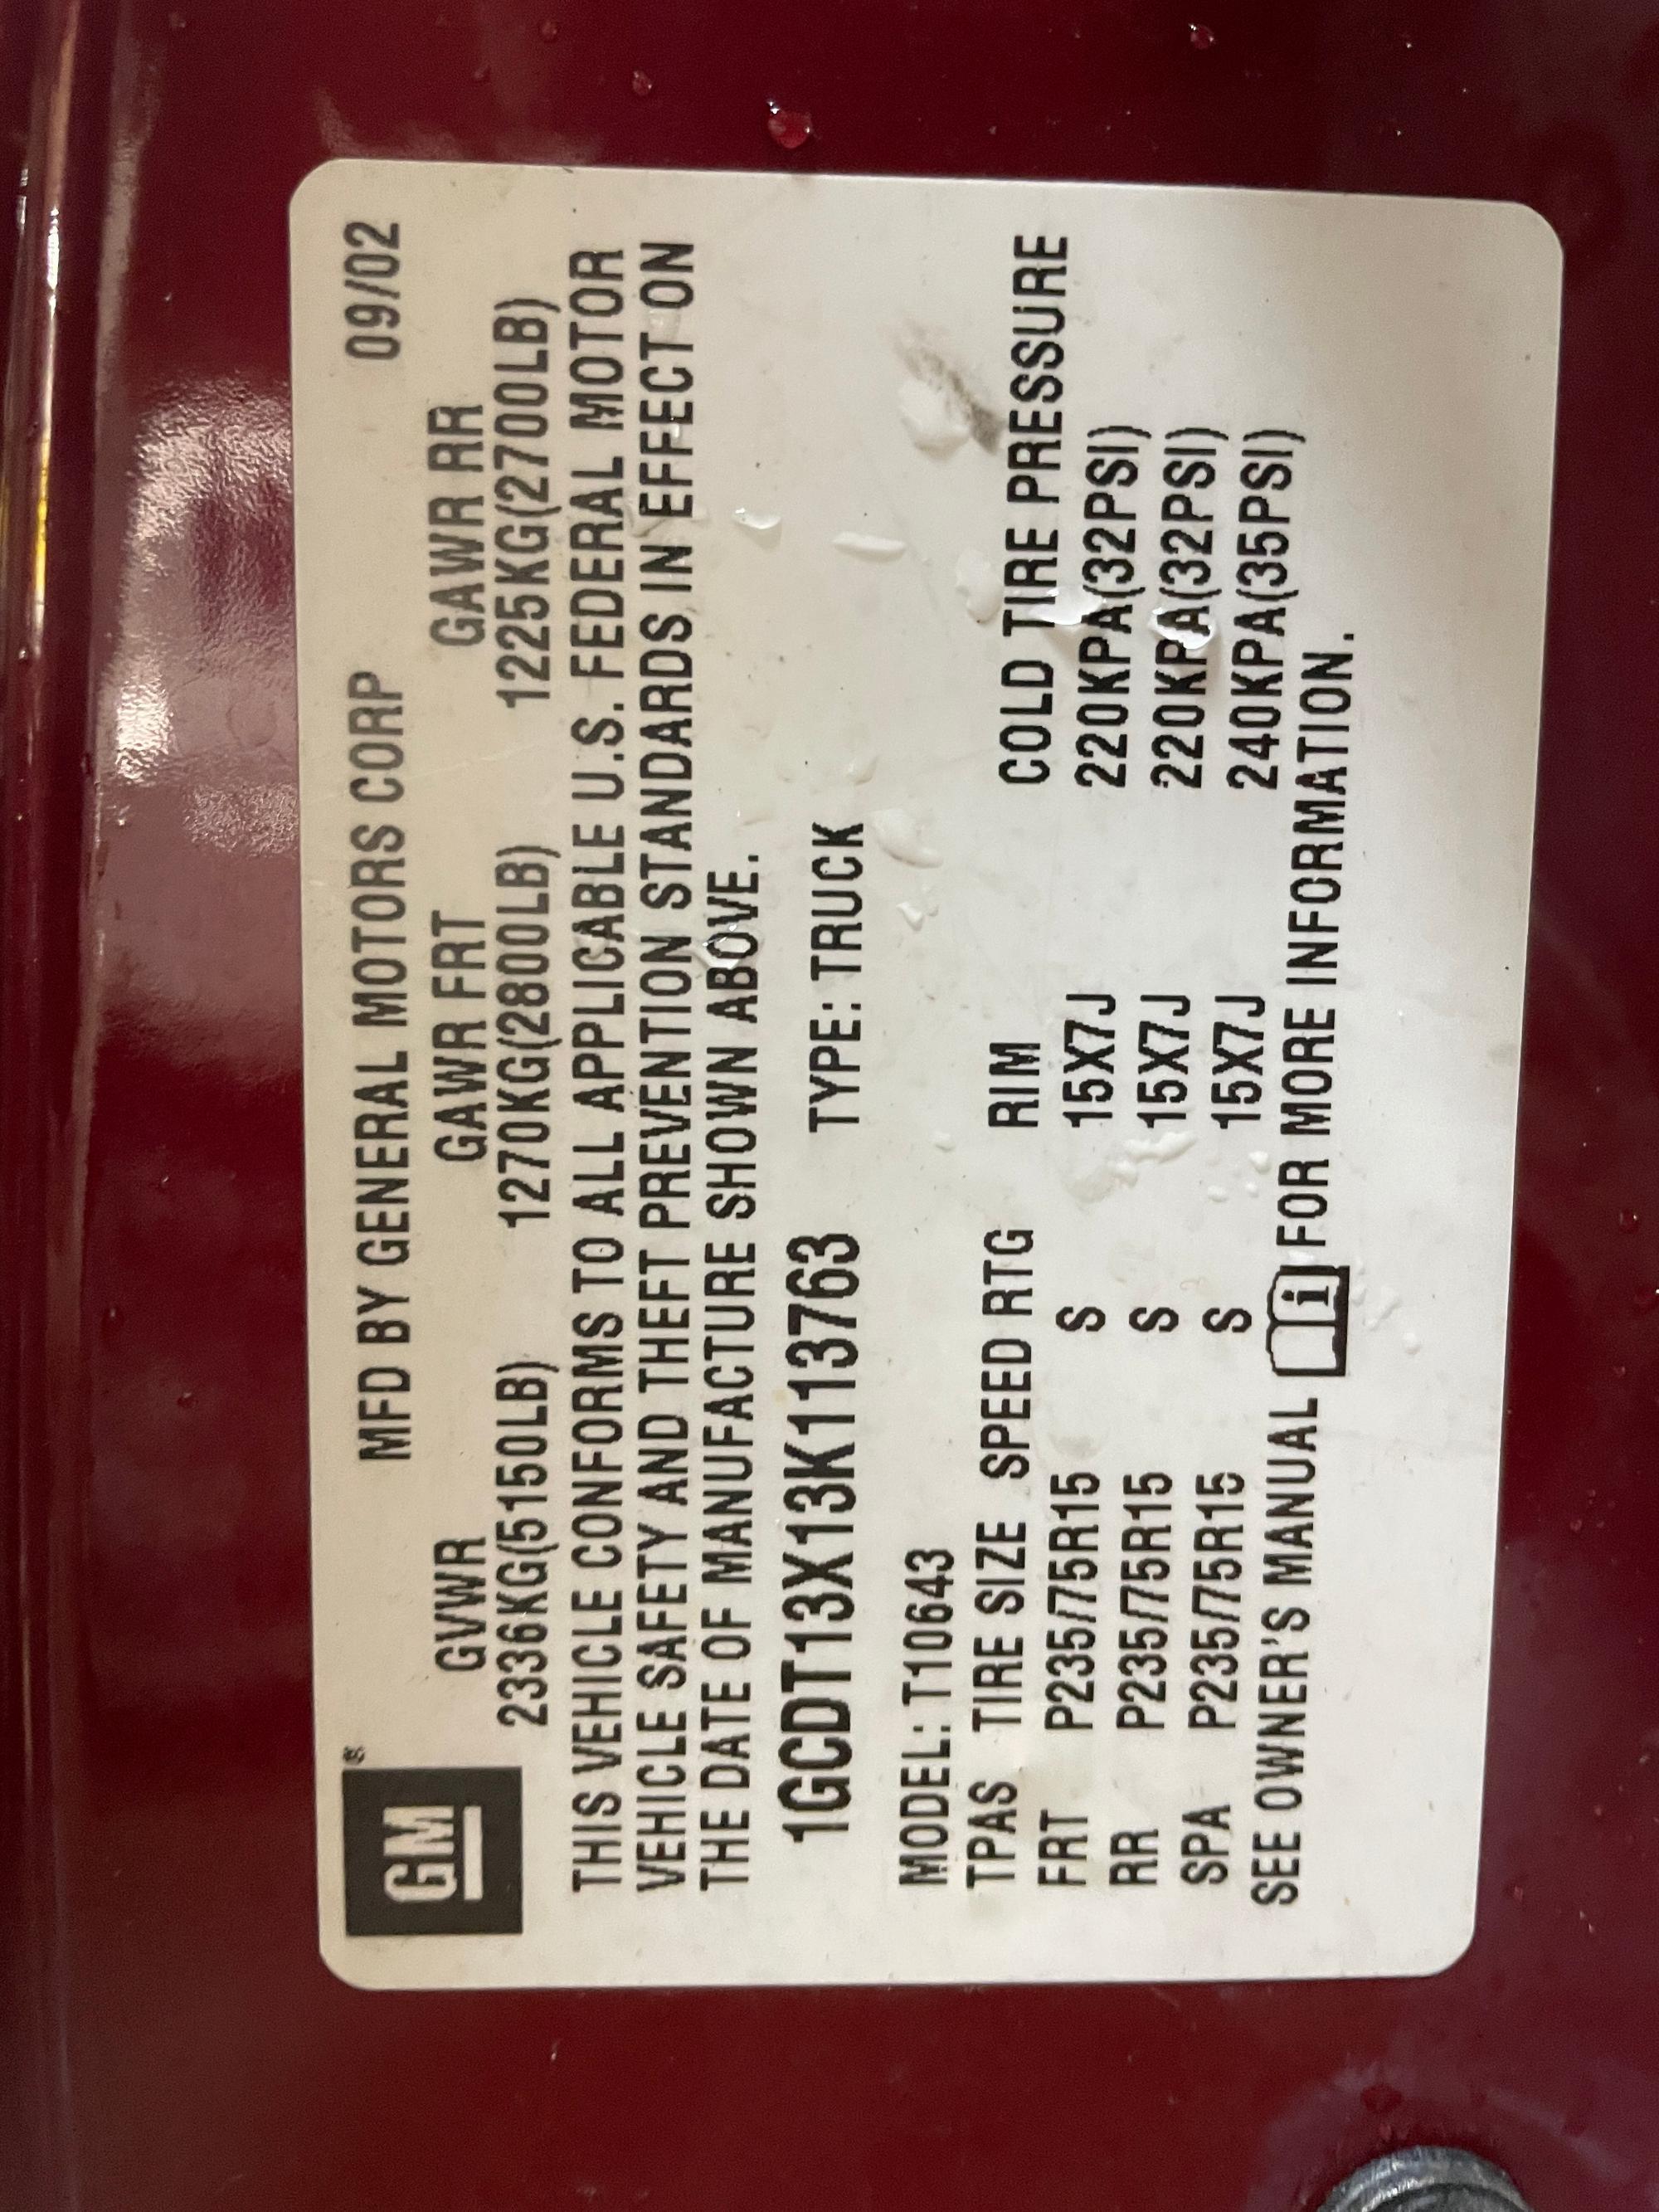 GM®
MFD BY GENERAL MOTORS CORP 09/02
GVWR GAWR FRT GAWR RR
2336KG(5150LB) 1270KG(2800LB) 1225KG(2700LB)
THIS VEHICLE CONFORMS TO ALL APPLICABLE U.S. FEDERAL MOTOR
VEHICLE SAFETY AND THEFT PREVENTION STANDARDS IN EFFECT ON
THE DATE OF MANUFACTURE SHOWN ABOVE.
1GCDT13X13K113763 TYPE: TRUCK
MODEL: T10643
TPAS TIRE SIZE SPEED RTG RIM COLD TIRE PRESSURE
FRT P235/75R15 S 15X7J 220KPA(32PSI)
RR P235/75R15 S 15X7J 220KPA(32PSI)
SPA P235/75R15 S 15X7J 240KPA(35PSI)
SEE OWNER'S MANUAL i FOR MORE INFORMATION.